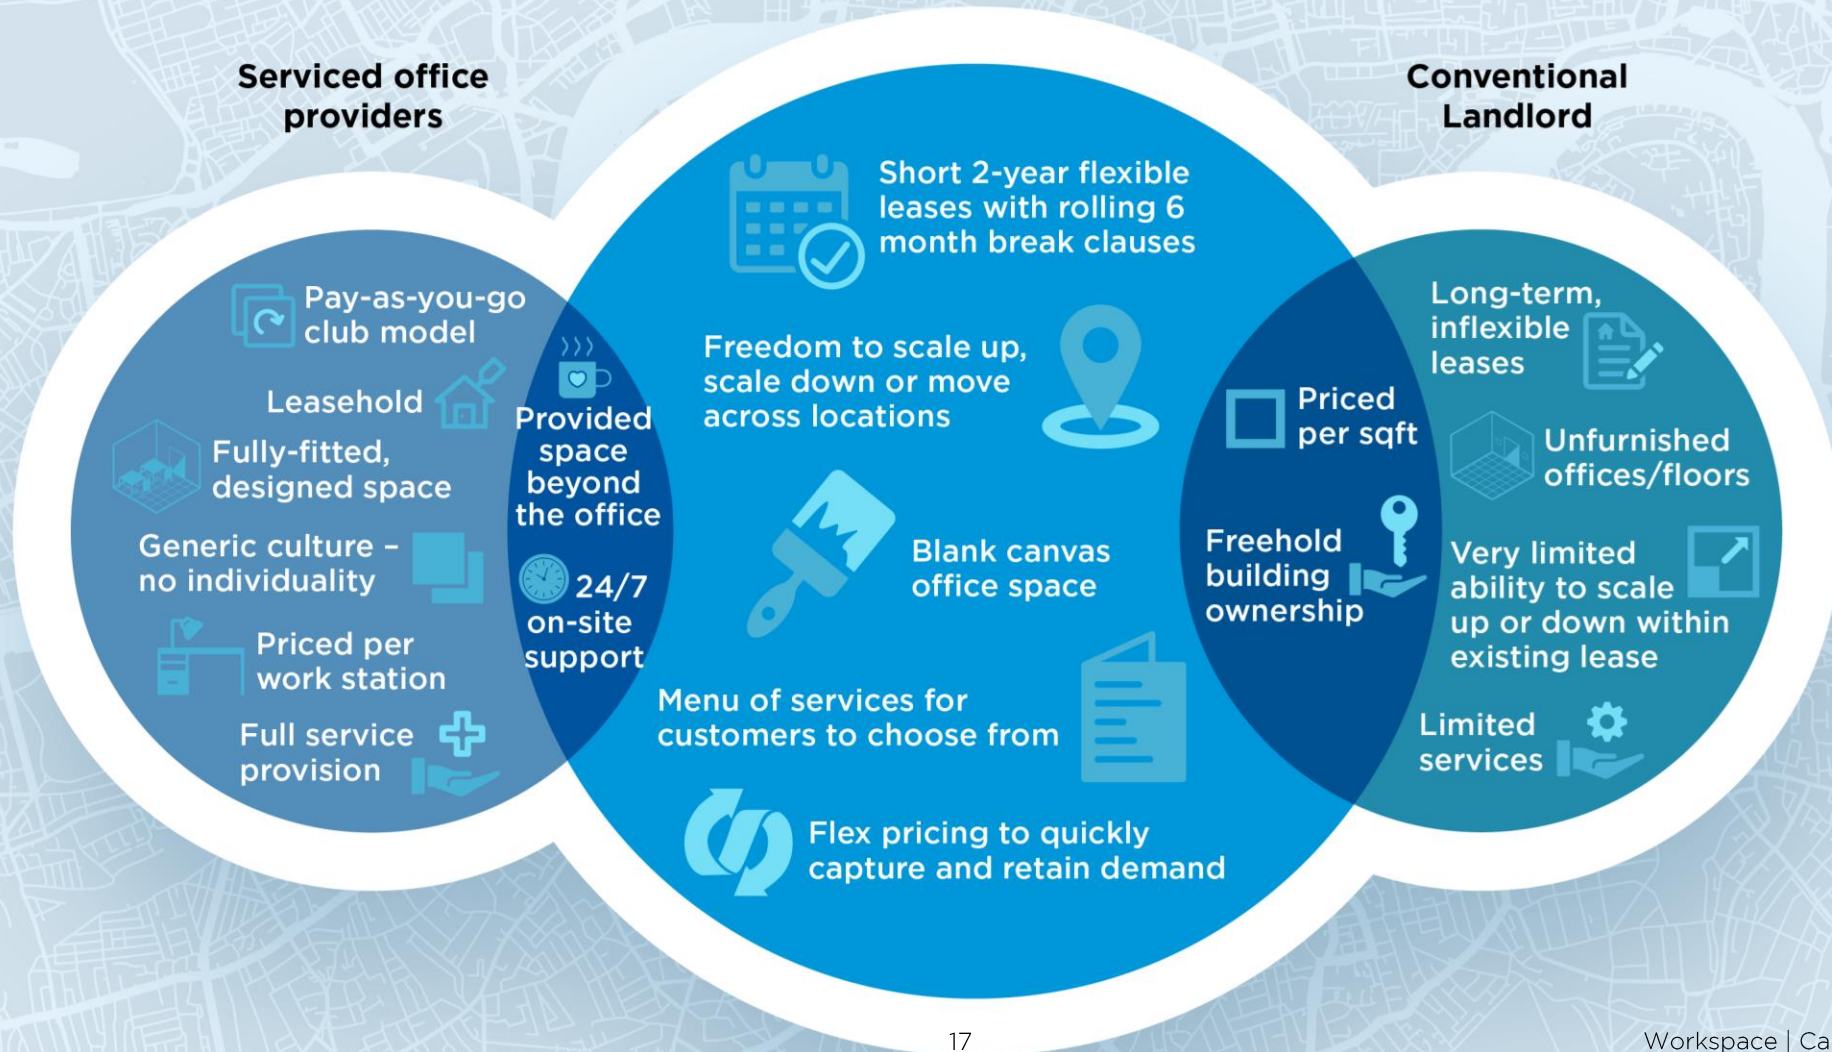 Serviced office
providers
Conventional
Landlord
Pay-as-you-go
club model
Leasehold
Fully-fitted,
designed space
Generic culture –
no individuality
Priced per
work station
Full service
provision
Provided
space
beyond
the office
24/7
on-site
support
Short 2-year flexible
leases with rolling 6
month break clauses
Freedom to scale up,
scale down or move
across locations
Blank canvas
office space
Menu of services for
customers to choose from
Flex pricing to quickly
capture and retain demand
Priced
per sqft
Freehold
building
ownership
Long-term,
inflexible
leases
Unfurnished
offices/floors
Very limited
ability to scale
up or down within
existing lease
Limited
services
17
Workspace | Ca